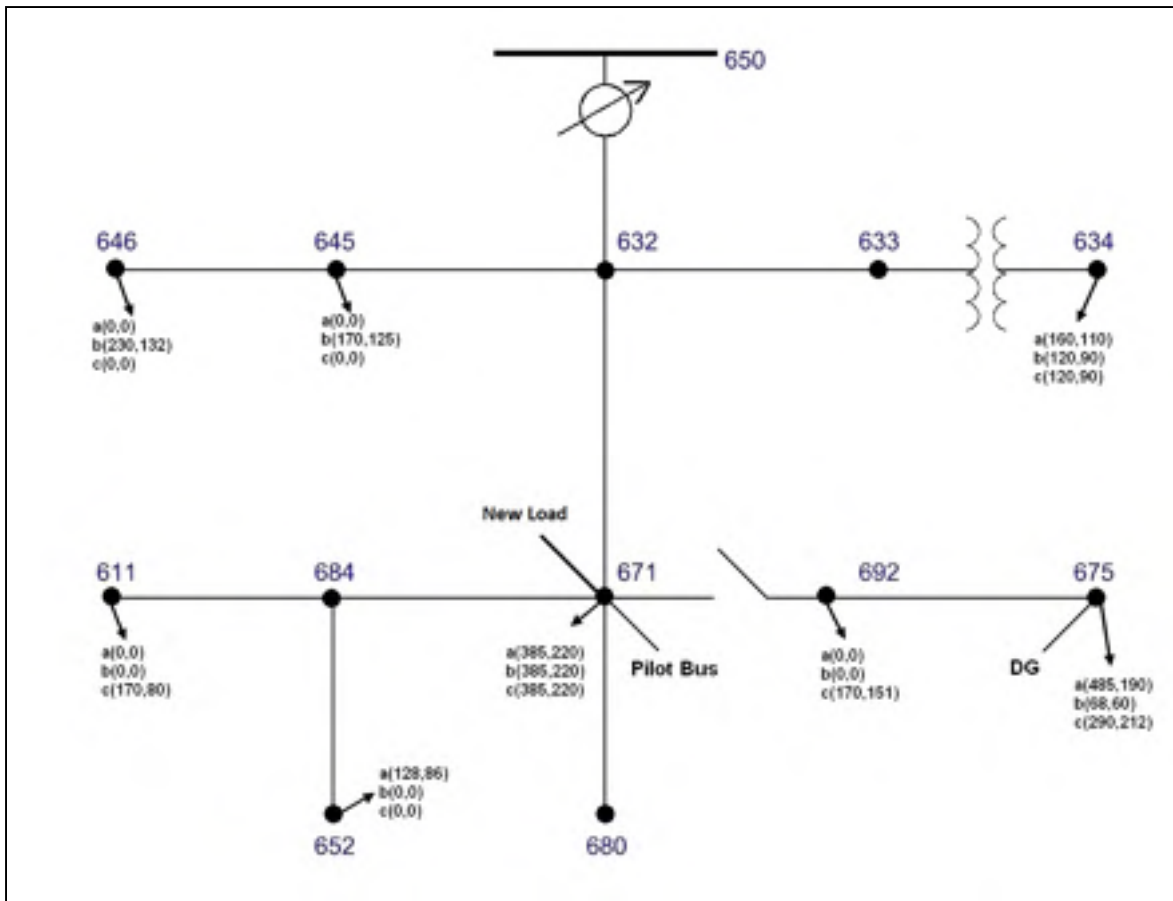 650
646
645
632
633
634
a(0,0)
b(230,132)
c(0,0)
a(0,0)
b(170,125)
c(0,0)
a(160,110)
b(120,90)
c(120,90)
New Load
611
684
671
692
675
a(0,0)
b(0,0)
c(170,80)
a(385,220)
b(385,220)
c(385,220)
Pilot Bus
a(0,0)
b(0,0)
c(170,151)
DG
a(485,190)
b(68,60)
c(290,212)
a(128,86)
b(0,0)
c(0,0)
652
680